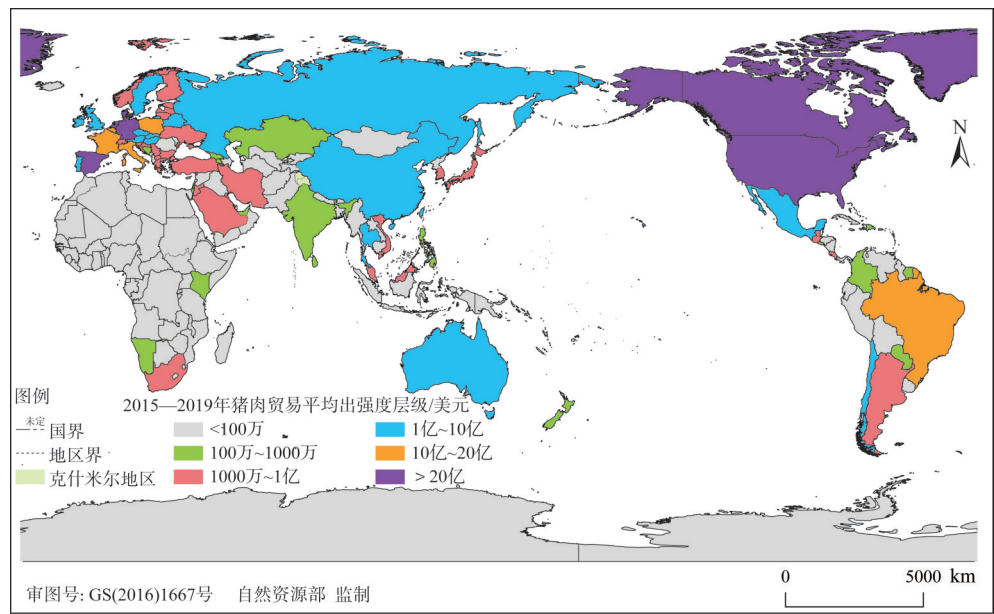 N
图例
2015—2019年猪肉贸易平均出强度层级/美元
未定
国界
<100万
1亿~10亿
地区界
100万~1000万
10亿~20亿
克什米尔地区
1000万~1亿
>20亿
审图号: GS(2016)1667号 自然资源部 监制
0 5000 km